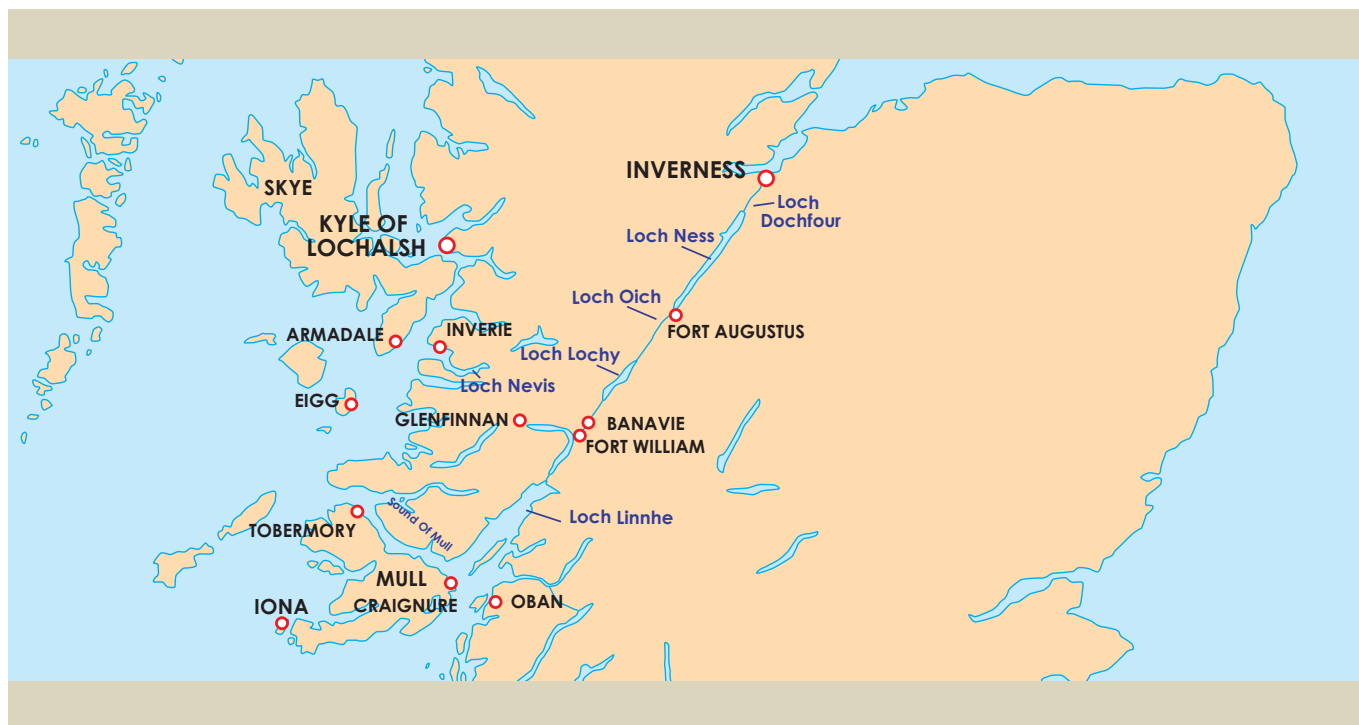 INVERNESS
SKYE
Loch
Dochfour
KYLE OF
LOCHALSH
Loch Ness
Loch Oich
FORT AUGUSTUS
ARMADALE
INVERIE
Loch Lochy
Loch Nevis
EIGG
GLENFINNAN
BANAVIE
FORT WILLIAM
Sound Of Mull
Loch Linnhe
TOBERMORY
MULL
CRAIGNURE
OBAN
IONA